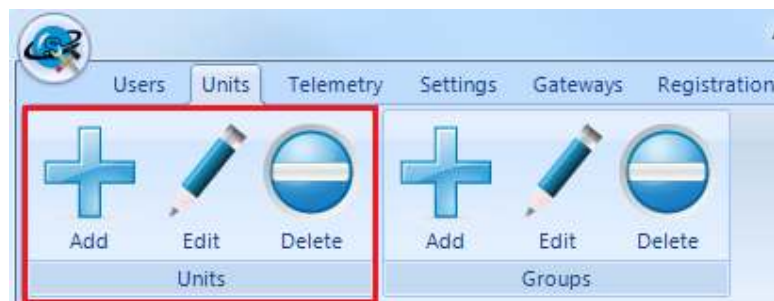 Users Units Telemetry Settings Gateways Registration
Add Edit Delete Add Edit Delete
Units Groups